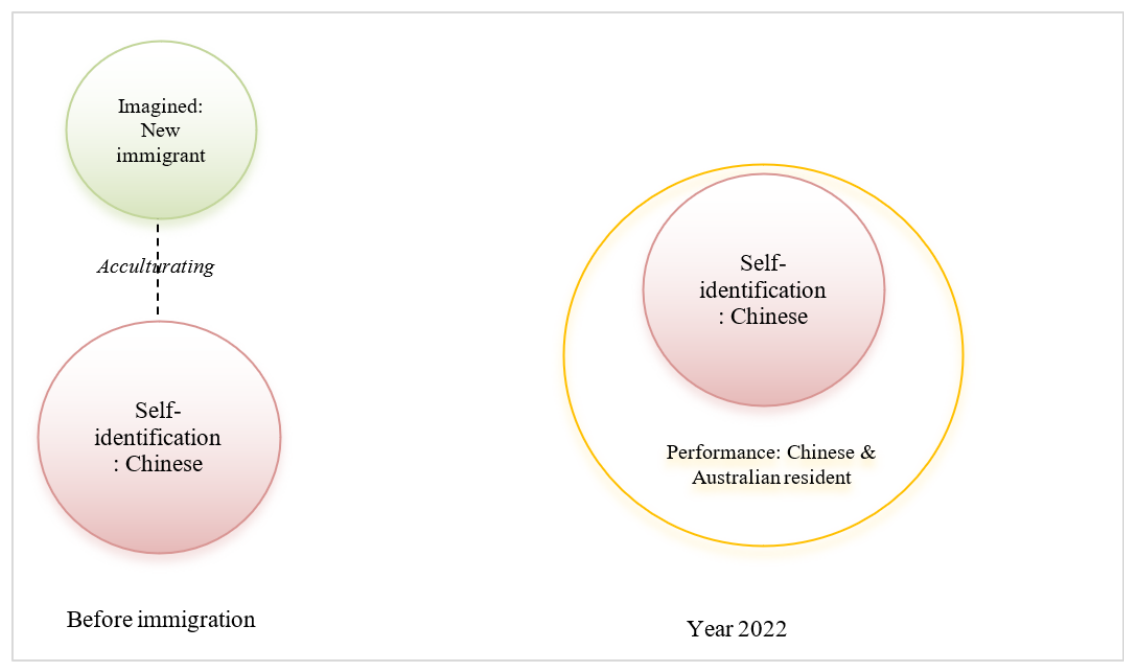 Imagined:
New
immigrant
Acculturating
Self-
identification
: Chinese
Before immigration
Self-
identification
: Chinese
Performance: Chinese &
Australian resident
Year 2022